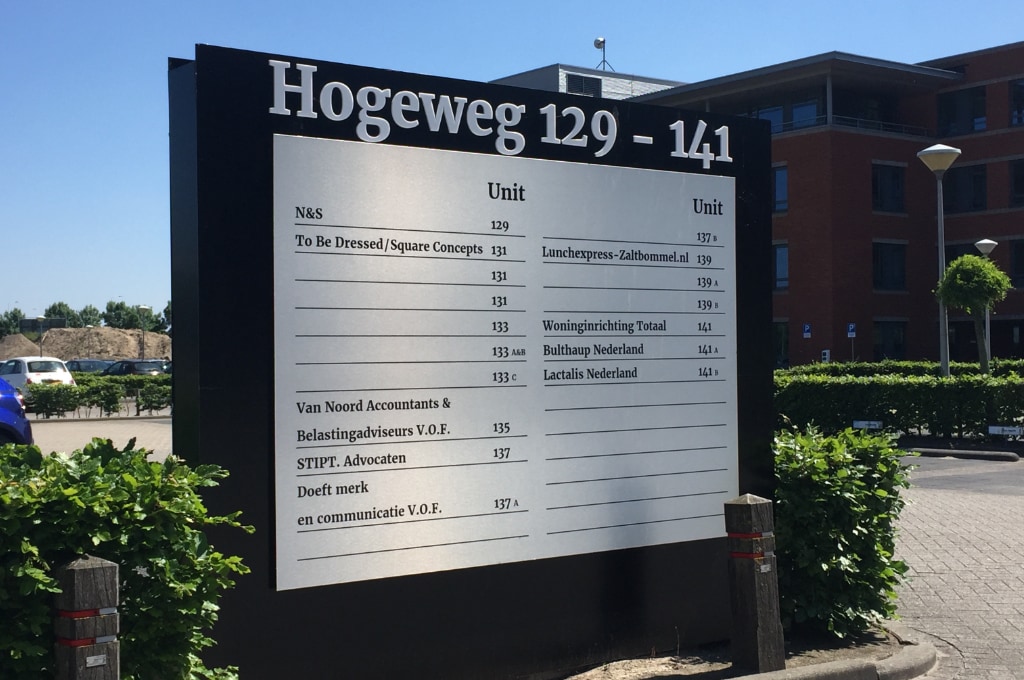 Hogeweg 129 - 141
Unit
N&S
129
To Be Dressed/Square Concepts 131
131
131
133
133 A&B
133 C
Van Noord Accountants &
Belastingadviseurs V.O.F. 135
STIPT. Advocaten 137
Doeft merk
en communicatie V.O.F. 137 A
Unit
137 B
Lunchexpress-Zaltbommel.nl 139
139 A
139 B
Woninginrichting Totaal 141
Bulthaup Nederland 141 A
Lactalis Nederland 141 B
P
P